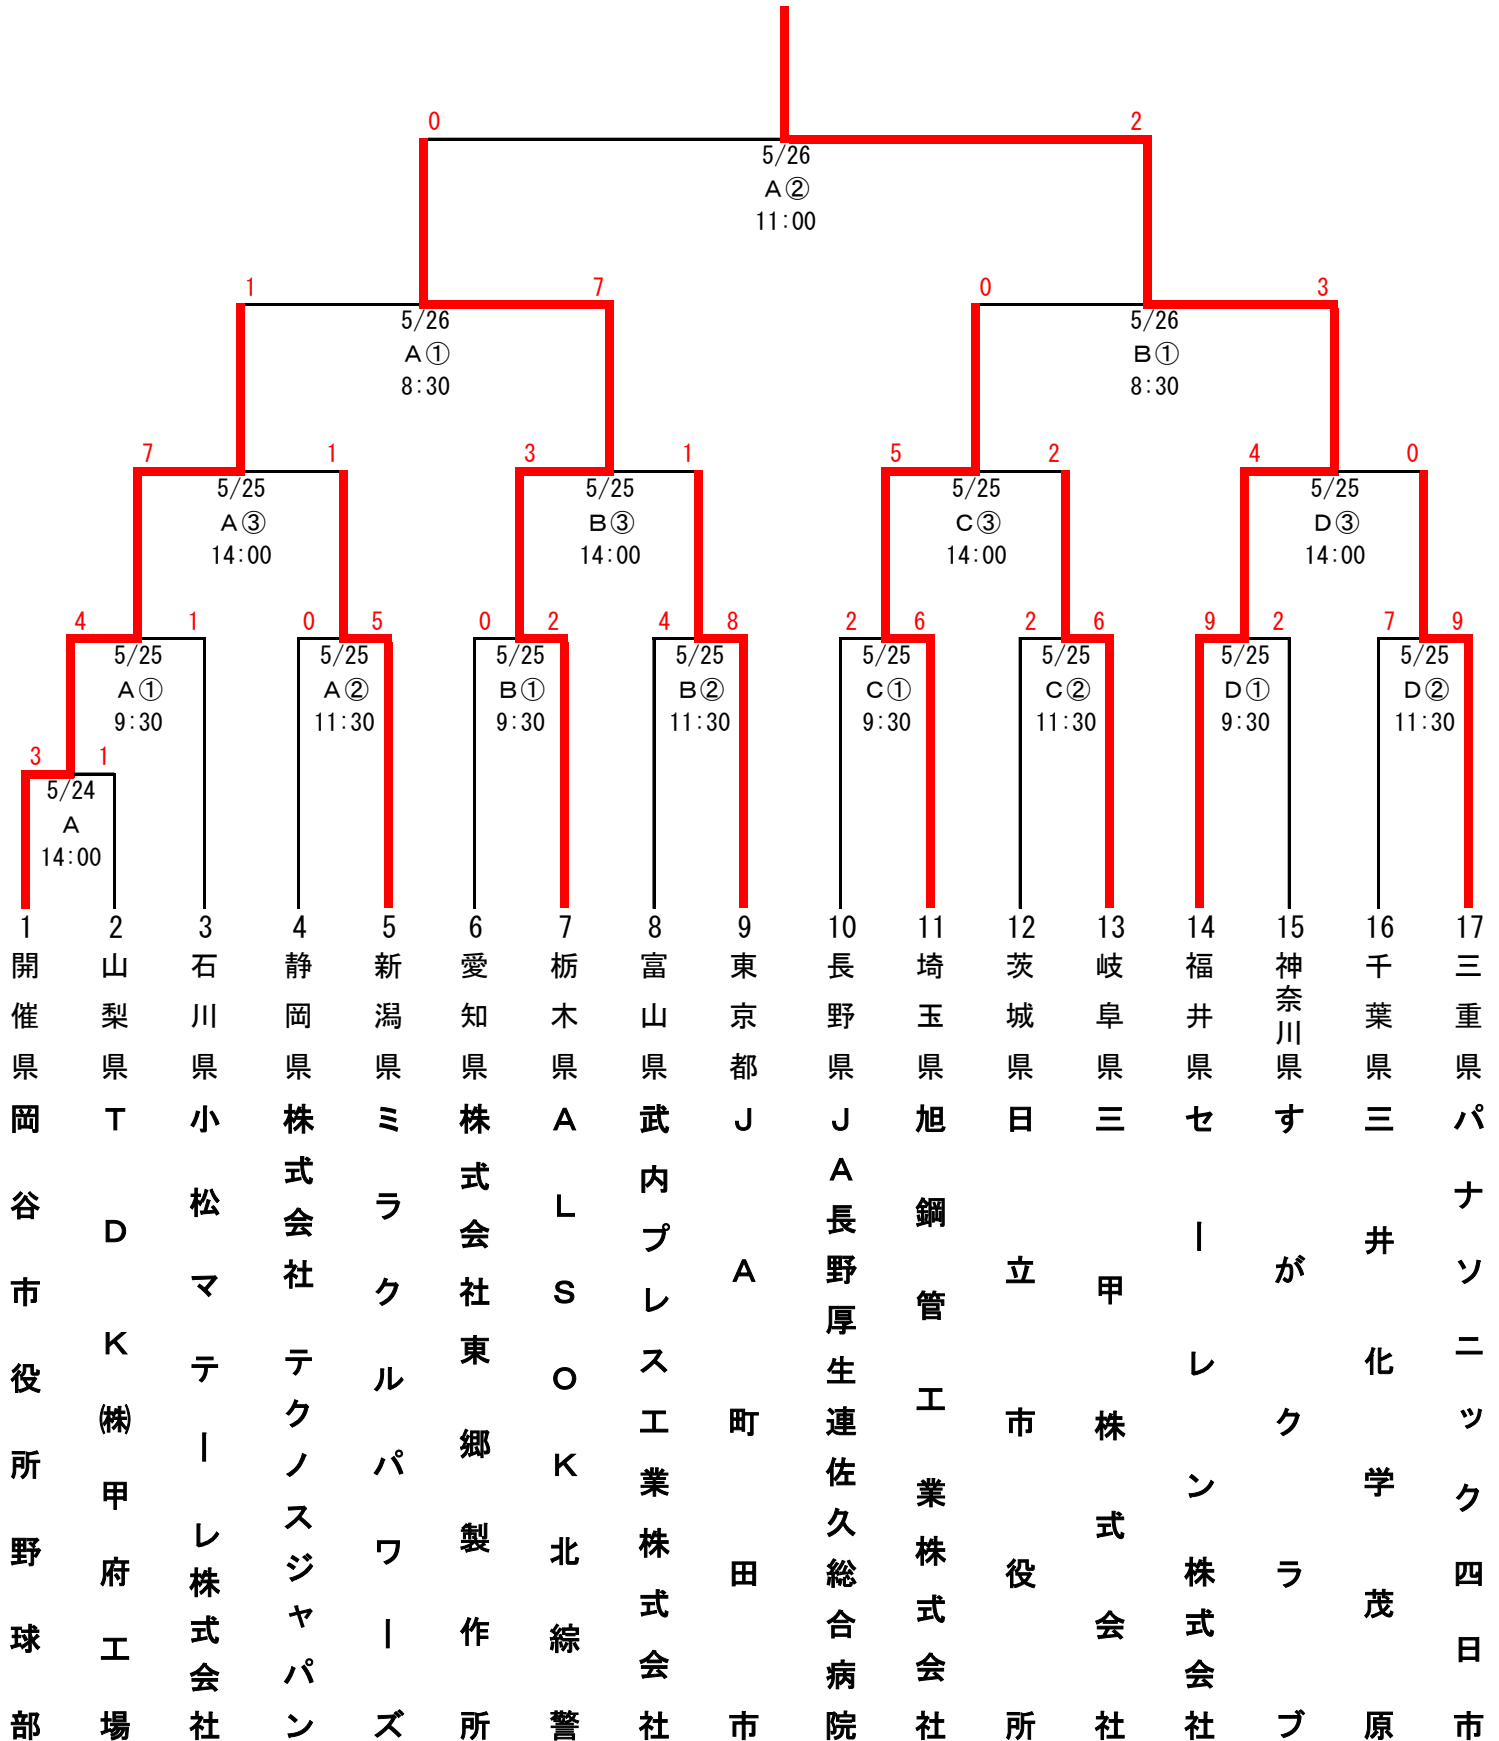 0 2
5/26
A②
11:00
1 7 0 3
5/26 5/26
A① B①
8:30 8:30
7 1 3 1 5 2 4 0
5/25 5/25 5/25 5/25
A③ B③ C③ D③
14:00 14:00 14:00 14:00
4 1 0 5 0 2 4 8 2 6 2 6 9 2 7 9
5/25 5/25 5/25 5/25 5/25 5/25 5/25 5/25
A① A② B① B② C① C② D① D②
9:30 11:30 9:30 11:30 9:30 11:30 9:30 11:30
3 1
5/24
A
14:00
1 2 3 4 5 6 7 8 9 10 11 12 13 14 15 16 17
開催県
岡谷市役所野球部
山梨県
TDK㈱甲府工場
石川県
小松マテーレ株式会社
静岡県
株式会社 テクノスジャパン
新潟県
ミラクルパワーズ
愛知県
株式会社東郷製作所
栃木県
ALSOK北綜警
富山県
武内プレス工業株式会社
東京都
JA町田市
長野県
JA長野厚生連佐久総合病院
埼玉県
旭鋼管工業株式会社
茨城県
日立市役所
岐阜県
三甲株式会社
福井県
セーレン株式会社
神奈川県
すがクラブ
千葉県
三井化学茂原
三重県
パナソニック四日市